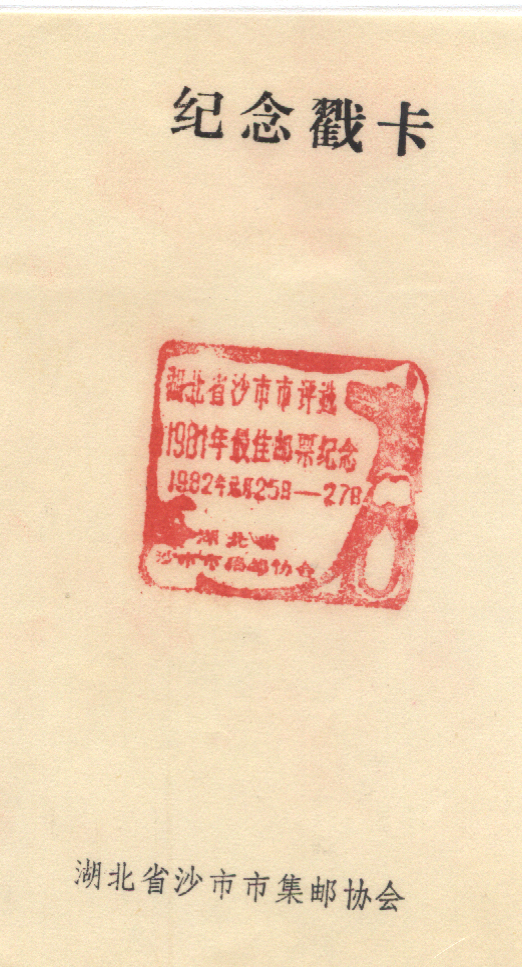 纪念戳卡
湖北省沙市市评选
1981年最佳邮票纪念
1982年元月25日—27日
湖北省
沙市市集邮协会
湖北省沙市市集邮协会